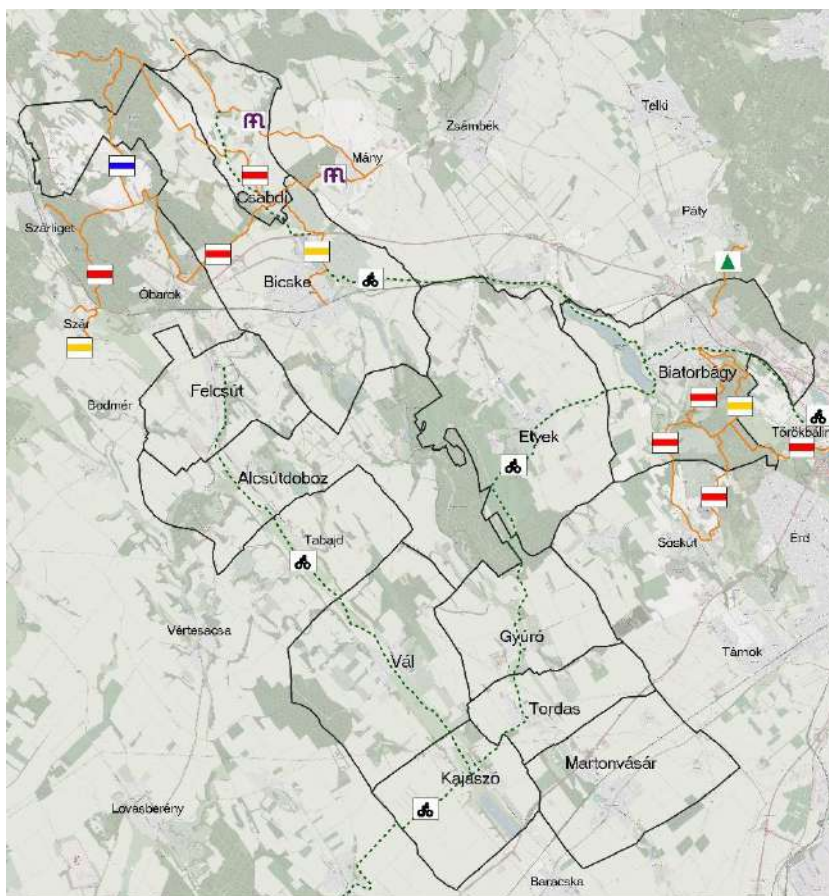 Telki
Zsámbék
Mány
Páty
Csabdi
Szárliget
Óbarok
Bicske
Szár
Biatorbágy
Felcsút
Bodmér
Etyek
Törökbálint
Alcsútdoboz
Tabajd
Sóskút
Érd
Vértesacsa
Gyúró
Tárnok
Vál
Tordas
Martonvásár
Kajászó
Lovasberény
Baracska